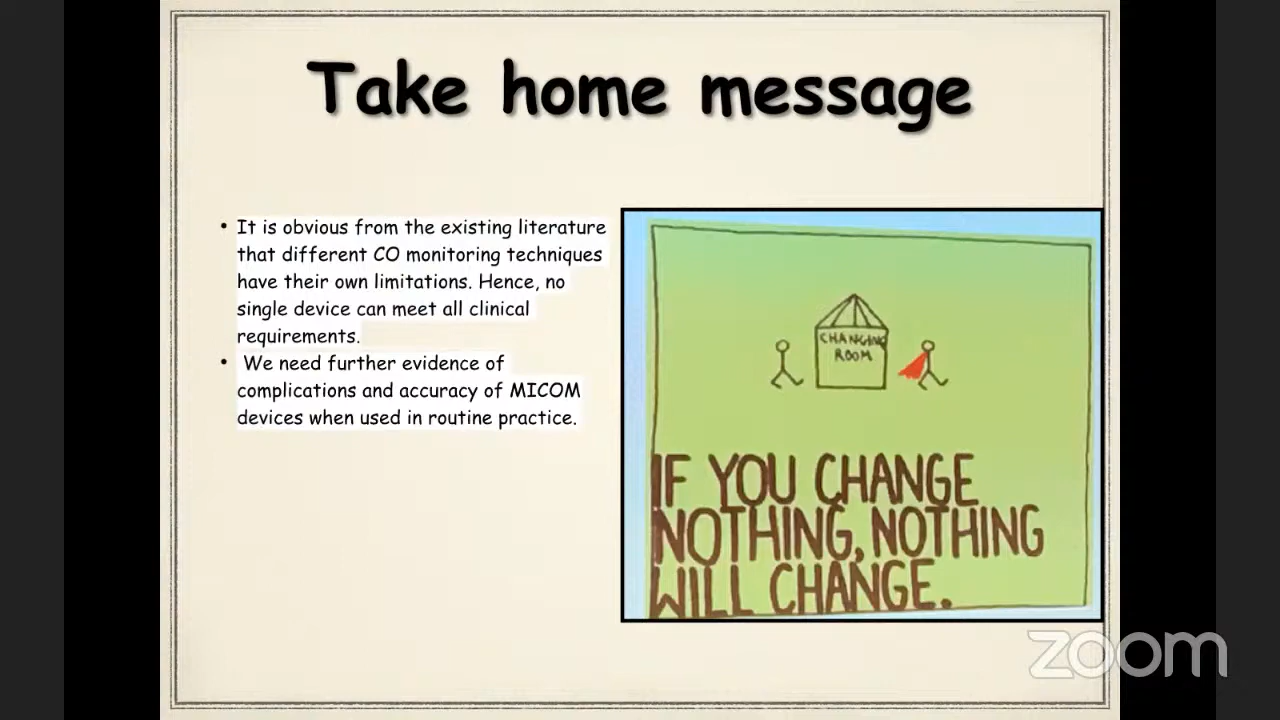 Take home message
• It is obvious from the existing literature
that different CO monitoring techniques
have their own limitations. Hence, no
single device can meet all clinical
requirements.
• We need further evidence of
complications and accuracy of MICOM
devices when used in routine practice.
CHANGING
ROOM
IF YOU CHANGE
NOTHING, NOTHING
WILL CHANGE.
zoom